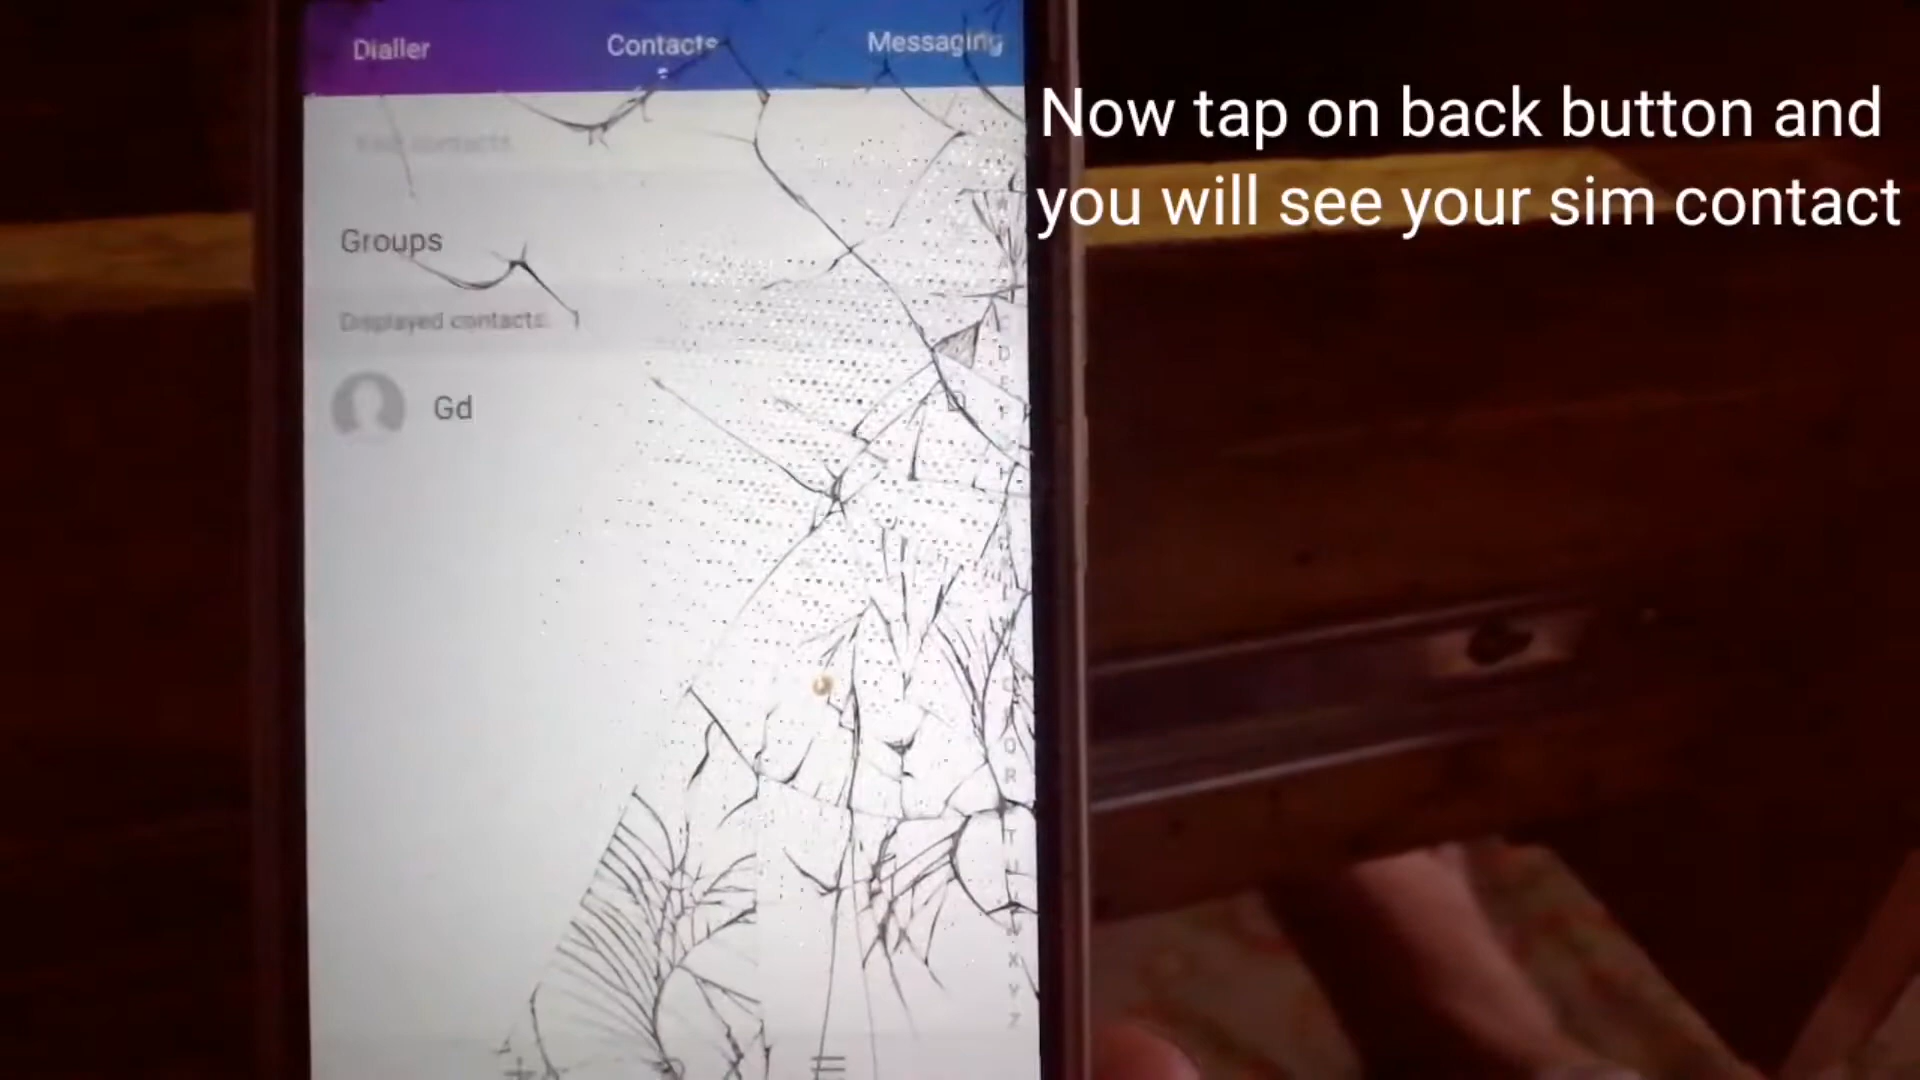 Dialler Contacts Messaging
Now tap on back button and
you will see your sim contact
contacts
Groups
Displayed contacts
Gd
D
E
F
H
O
R
T
U
X
Y
Z